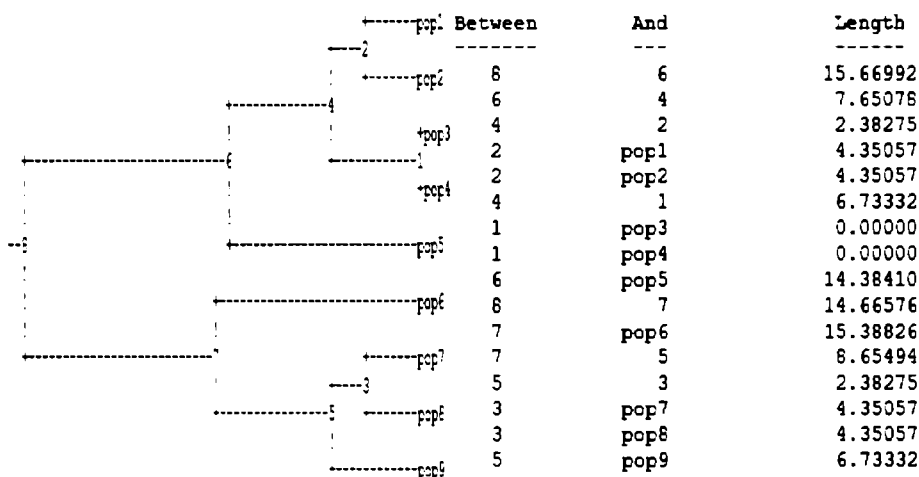 pop1
2
pop2
4
pop3
6
1
pop4
8
pop5
pop6
pop7
7
3
5
pop8
pop9
Between And Length
8 6 15.66992
6 4 7.65078
4 2 2.38275
2 pop1 4.35057
2 pop2 4.35057
4 1 6.73332
1 pop3 0.00000
1 pop4 0.00000
6 pop5 14.38410
8 7 14.66576
7 pop6 15.38826
7 5 8.65494
5 3 2.38275
3 pop7 4.35057
3 pop8 4.35057
5 pop9 6.73332